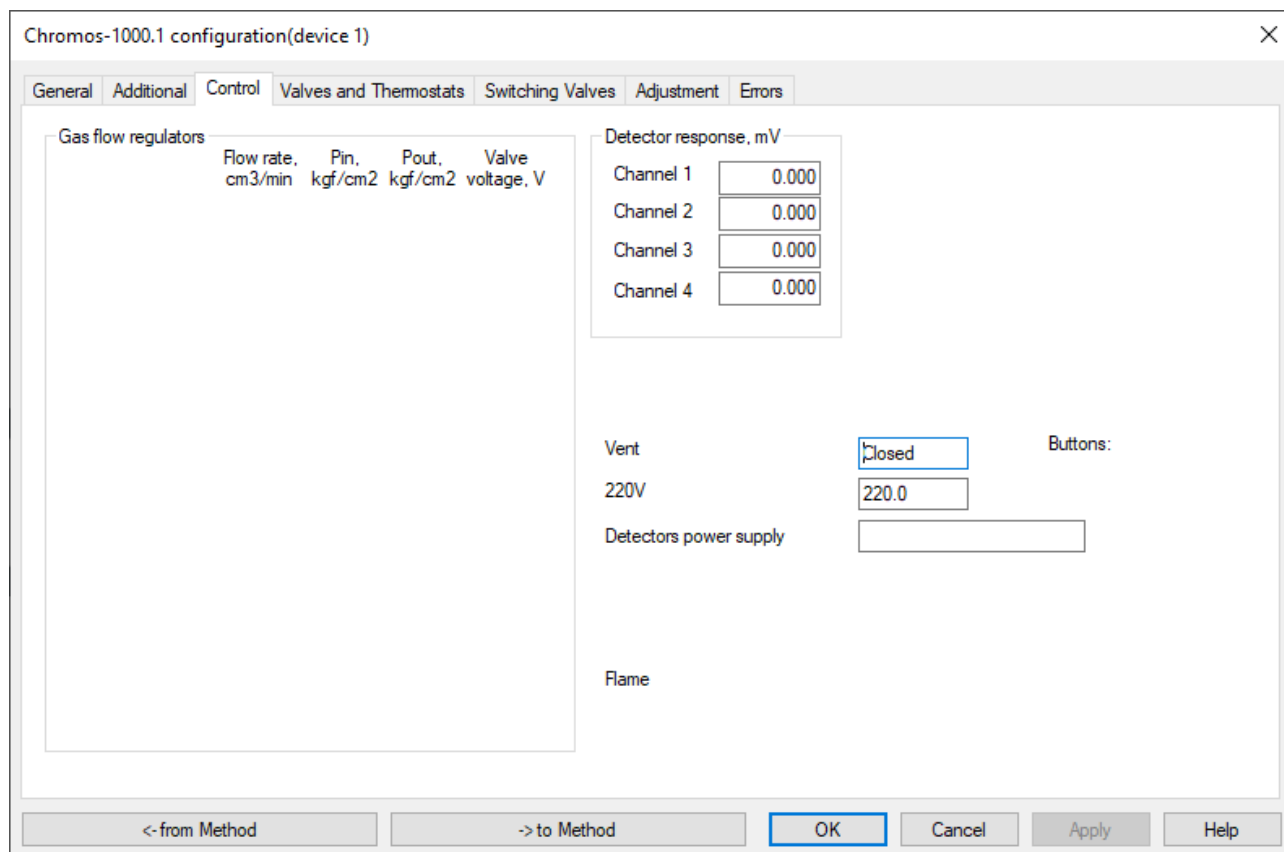 Chromos-1000.1 configuration(device 1)
General Additional Control Valves and Thermostats Switching Valves Adjustment Errors
Gas flow regulators
Flow rate, Pin, Pout, Valve
cm3/min kgf/cm2 kgf/cm2 voltage, V
Detector response, mV
Channel 1 0.000
Channel 2 0.000
Channel 3 0.000
Channel 4 0.000
Vent Closed Buttons:
220V 220.0
Detectors power supply
Flame
<-from Method ->to Method OK Cancel Apply Help